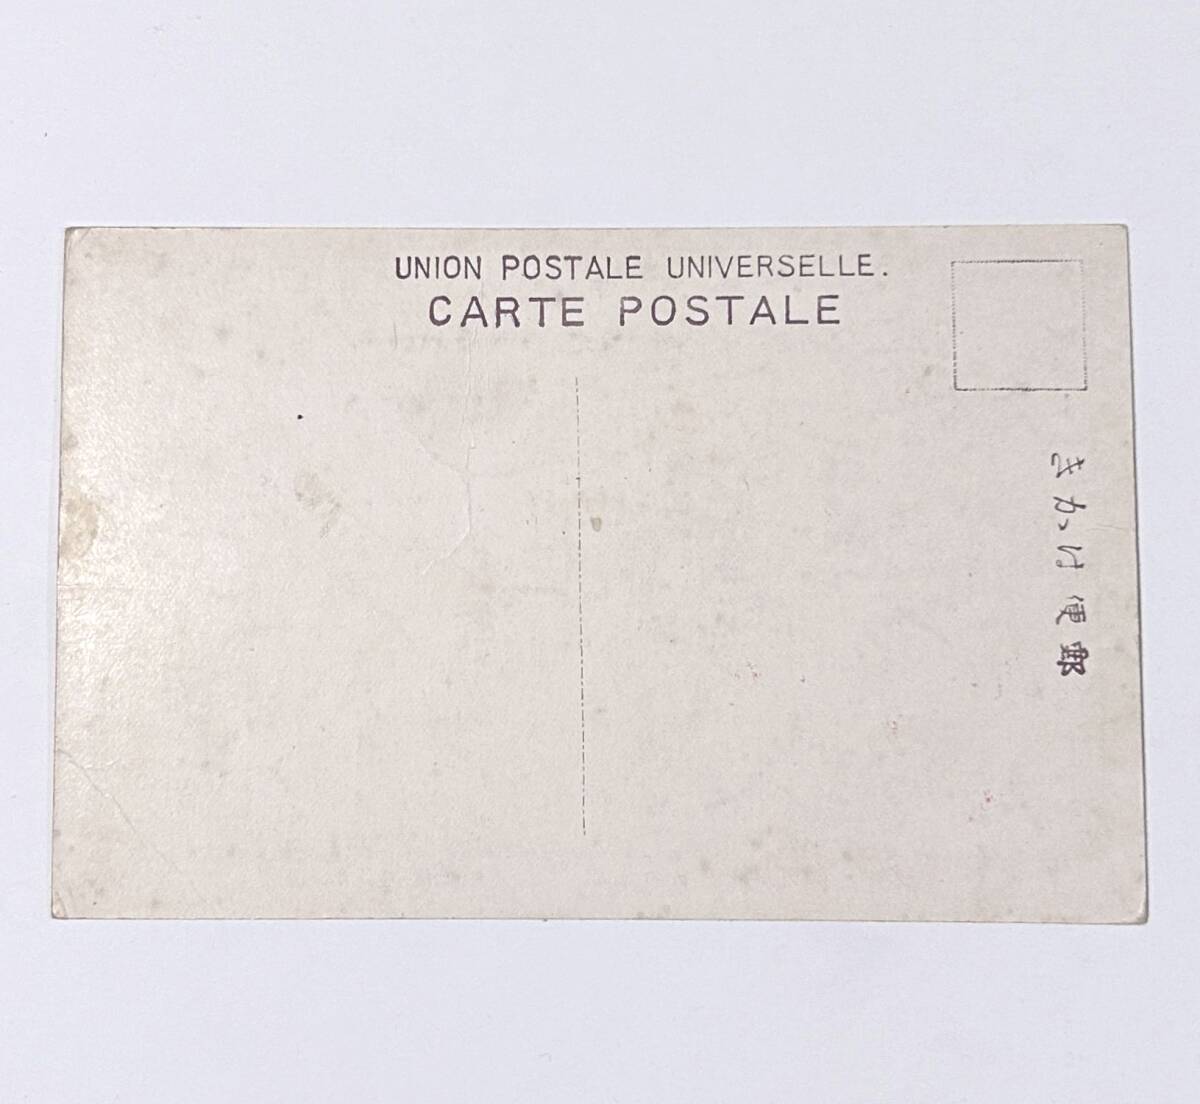 UNION POSTALE UNIVERSELLE.
CARTE POSTALE
郵便はかき